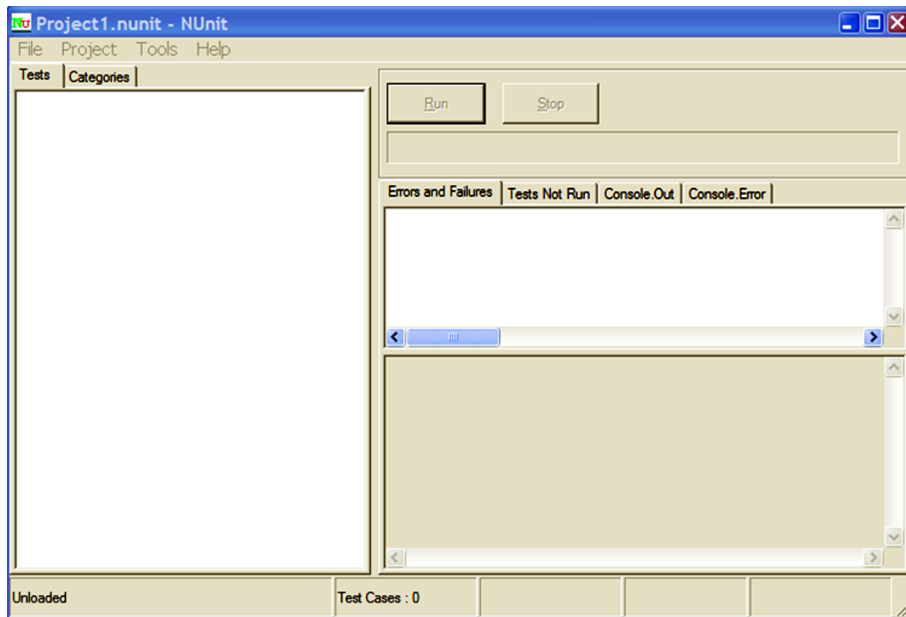 Nu Project1.nunit - NUnit
File Project Tools Help
Tests Categories
Run Stop
Errors and Failures Tests Not Run Console.Out Console.Error
Unloaded Test Cases : 0